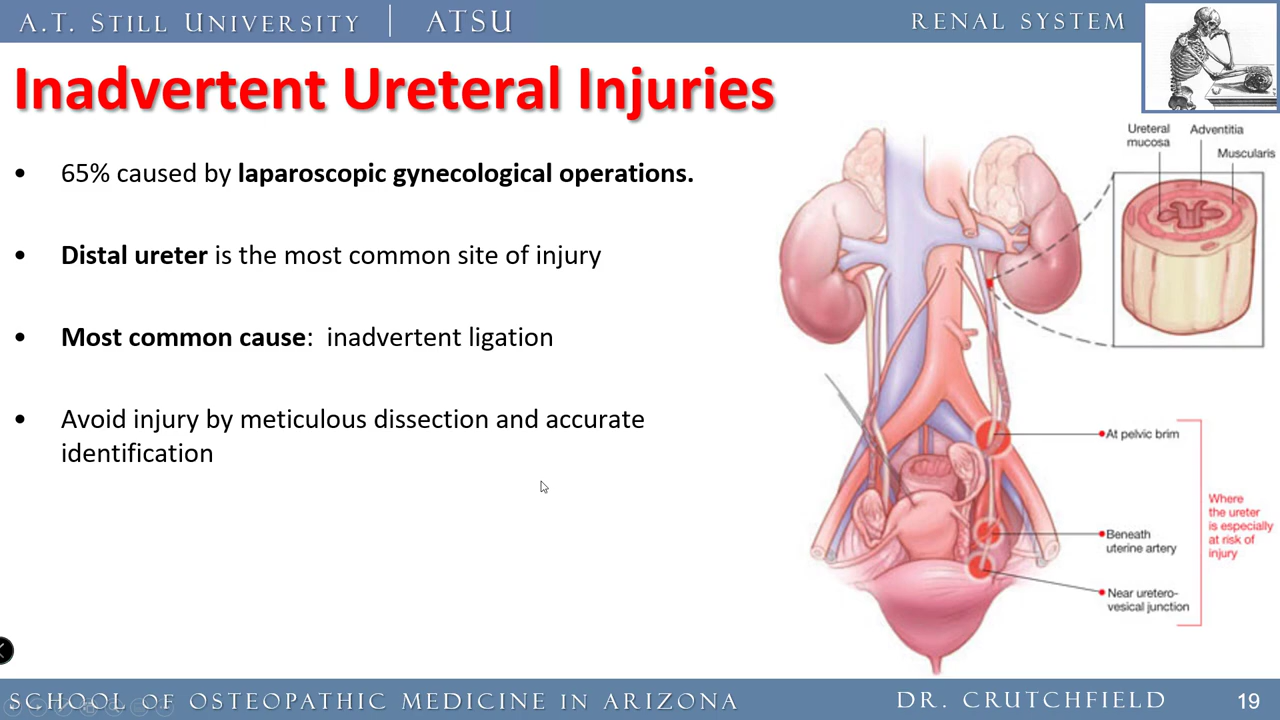 A.T. STILL UNIVERSITY | ATSU
RENAL SYSTEM
Inadvertent Ureteral Injuries
• 65% caused by laparoscopic gynecological operations.
• Distal ureter is the most common site of injury
• Most common cause:  inadvertent ligation
• Avoid injury by meticulous dissection and accurate
identification
Ureteral
mucosa
Adventitia
Muscularis
At pelvic brim
Beneath
uterine artery
Near uretero-
vesical junction
Where
the ureter
is especially
at risk of
injury
SCHOOL OF OSTEOPATHIC MEDICINE IN ARIZONA
DR. CRUTCHFIELD
19